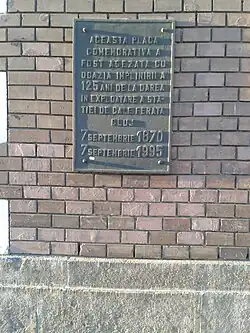 ACEASTA PLACA
COMEMORATIVA A
FOST ASEZATA CU
OCAZIA IMPLINIRII A
125 ANI DE LA DAREA
IN EXPLOATARE A STA-
TIEI DE CALE FERATA
CLUJ
7 SEPTEMBRIE 1870
7 SEPTEMBRIE 1995